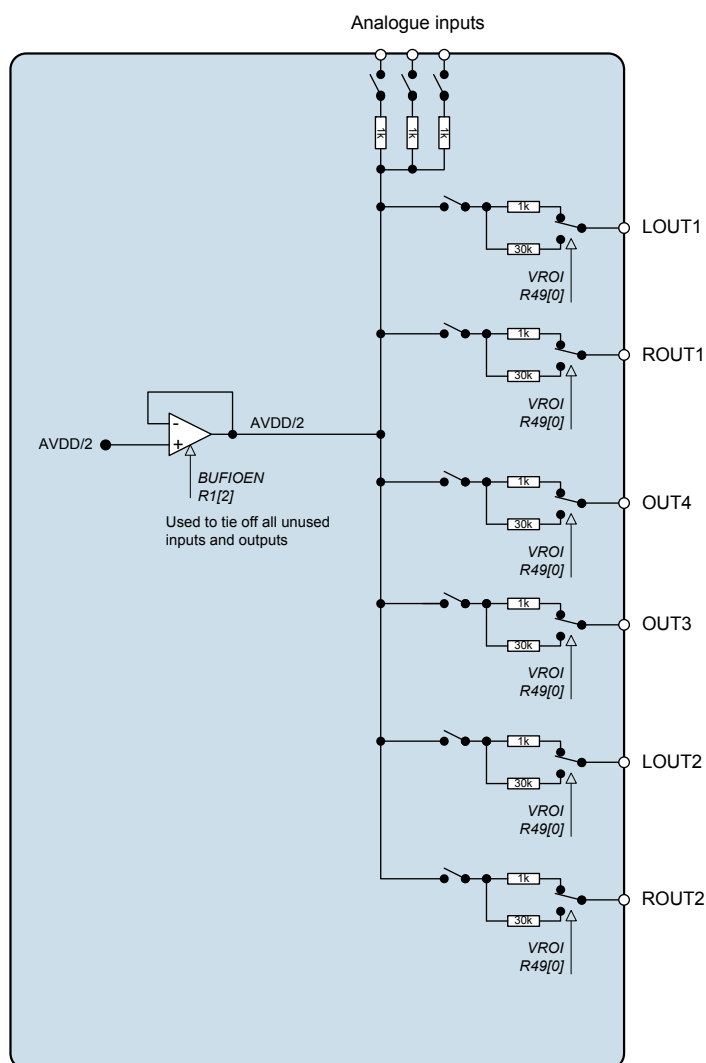 Analogue inputs
1k
1k
1k
1k
30k
LOUT1
VROI
R49[0]
1k
30k
ROUT1
VROI
R49[0]
AVDD/2
-
+
AVDD/2
BUFIOEN
R1[2]
Used to tie off all unused
inputs and outputs
1k
30k
OUT4
VROI
R49[0]
1k
30k
OUT3
VROI
R49[0]
1k
30k
LOUT2
VROI
R49[0]
1k
30k
ROUT2
VROI
R49[0]